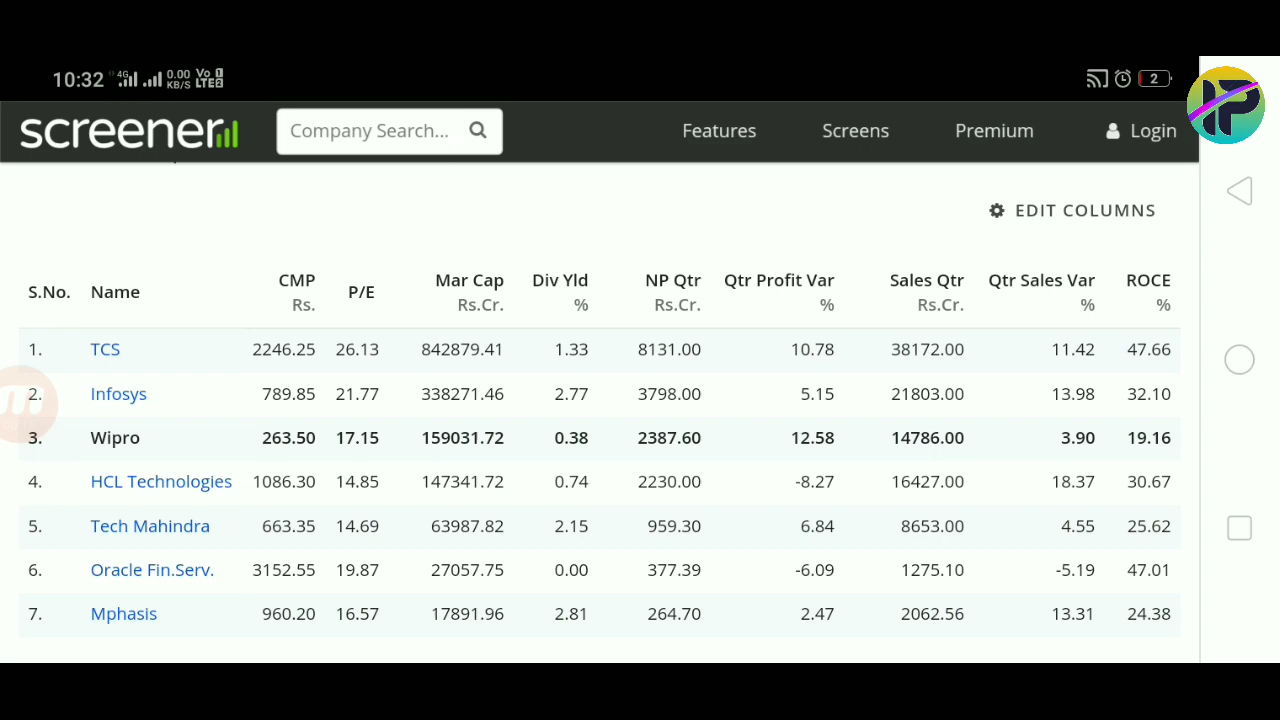 10:32 4G 0.00 KB/S Vo 1 LTE2 2
screener Company Search... Features Screens Premium Login
EDIT COLUMNS
S.No. Name CMP Rs. P/E Mar Cap Rs.Cr. Div Yld % NP Qtr Rs.Cr. Qtr Profit Var % Sales Qtr Rs.Cr. Qtr Sales Var % ROCE %
1. TCS 2246.25 26.13 842879.41 1.33 8131.00 10.78 38172.00 11.42 47.66
2. Infosys 789.85 21.77 338271.46 2.77 3798.00 5.15 21803.00 13.98 32.10
3. Wipro 263.50 17.15 159031.72 0.38 2387.60 12.58 14786.00 3.90 19.16
4. HCL Technologies 1086.30 14.85 147341.72 0.74 2230.00 -8.27 16427.00 18.37 30.67
5. Tech Mahindra 663.35 14.69 63987.82 2.15 959.30 6.84 8653.00 4.55 25.62
6. Oracle Fin.Serv. 3152.55 19.87 27057.75 0.00 377.39 -6.09 1275.10 -5.19 47.01
7. Mphasis 960.20 16.57 17891.96 2.81 264.70 2.47 2062.56 13.31 24.38